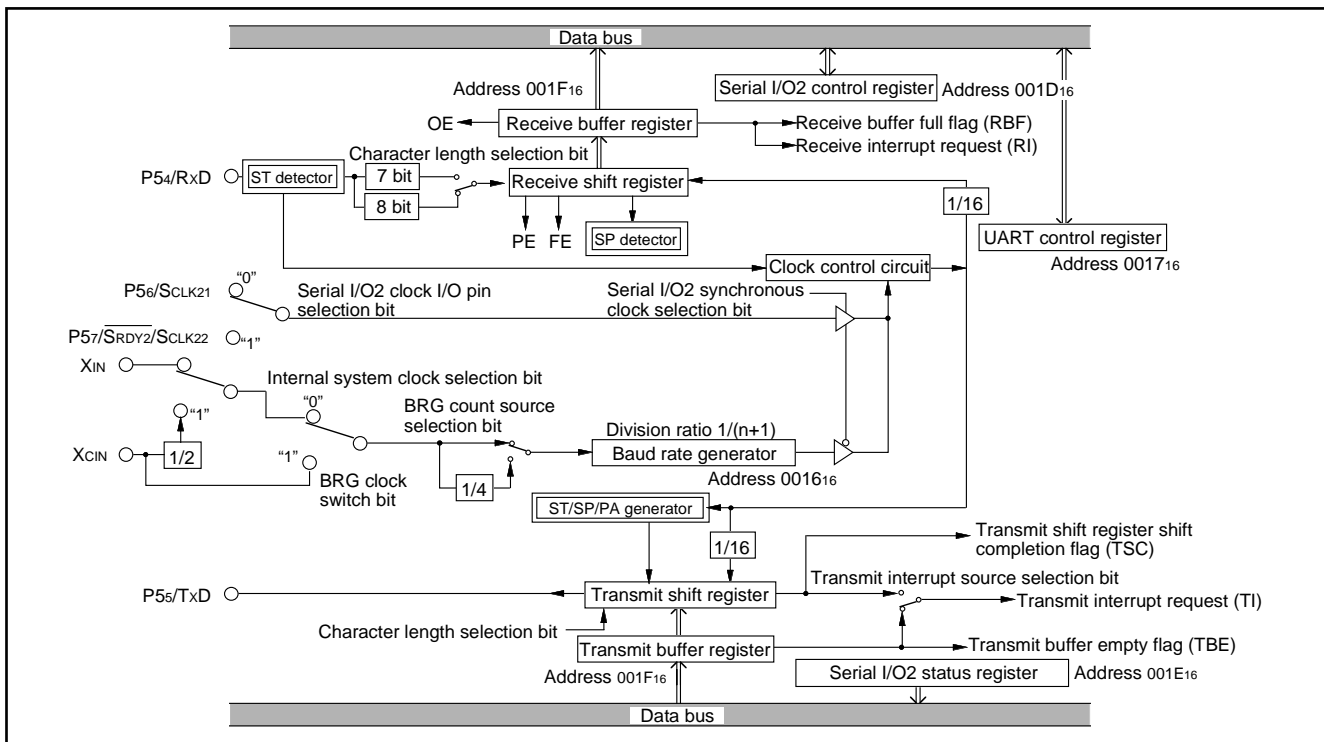 Data bus
Address 001F16
Serial I/O2 control register
Address 001D16
OE
Receive buffer register
Receive buffer full flag (RBF)
Receive interrupt request (RI)
Character length selection bit
P54/RXD
ST detector
7 bit
8 bit
Receive shift register
1/16
PE
FE
SP detector
UART control register
Address 001716
Clock control circuit
P56/SCLK21
"0"
Serial I/O2 clock I/O pin
selection bit
Serial I/O2 synchronous
clock selection bit
P57/SRDY2/SCLK22
"1"
XIN
Internal system clock selection bit
"0"
"1"
BRG count source
selection bit
Division ratio 1/(n+1)
Baud rate generator
Address 001616
XCIN
1/2
"1"
BRG clock
switch bit
1/4
ST/SP/PA generator
1/16
Transmit shift register shift
completion flag (TSC)
Transmit interrupt source selection bit
P55/TXD
Transmit shift register
Transmit interrupt request (TI)
Character length selection bit
Transmit buffer register
Transmit buffer empty flag (TBE)
Address 001F16
Serial I/O2 status register
Address 001E16
Data bus